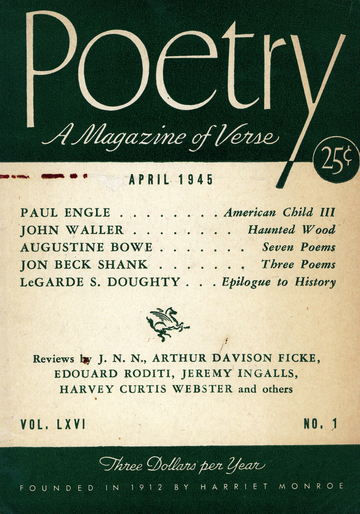 Poetry
A Magazine of Verse
25¢
APRIL 1945
PAUL ENGLE . . . . . . . . American Child III
JOHN WALLER . . . . . . . . . Haunted Wood
AUGUSTINE BOWE . . . . . . . . Seven Poems
JON BECK SHANK . . . . . . . , Three Poems
LeGARDE S. DOUGHTY . . . Epilogue to History
Reviews by J. N. N., ARTHUR DAVISON FICKE,
EDOUARD RODITI, JEREMY INGALLS,
HARVEY CURTIS WEBSTER and others
VOL. LXVI NO. 1
Three Dollars per Year
FOUNDED IN 1912 BY HARRIET MONROE